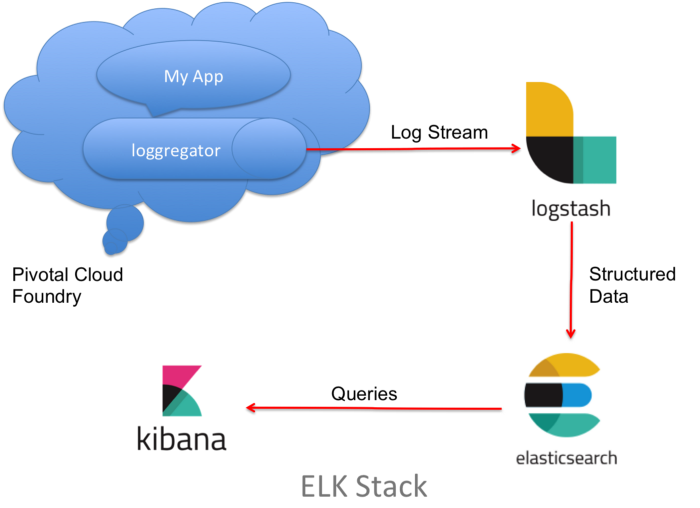 My App
loggregator
Log Stream
logstash
Pivotal Cloud
Foundry
Structured
Data
Queries
kibana
elasticsearch
ELK Stack